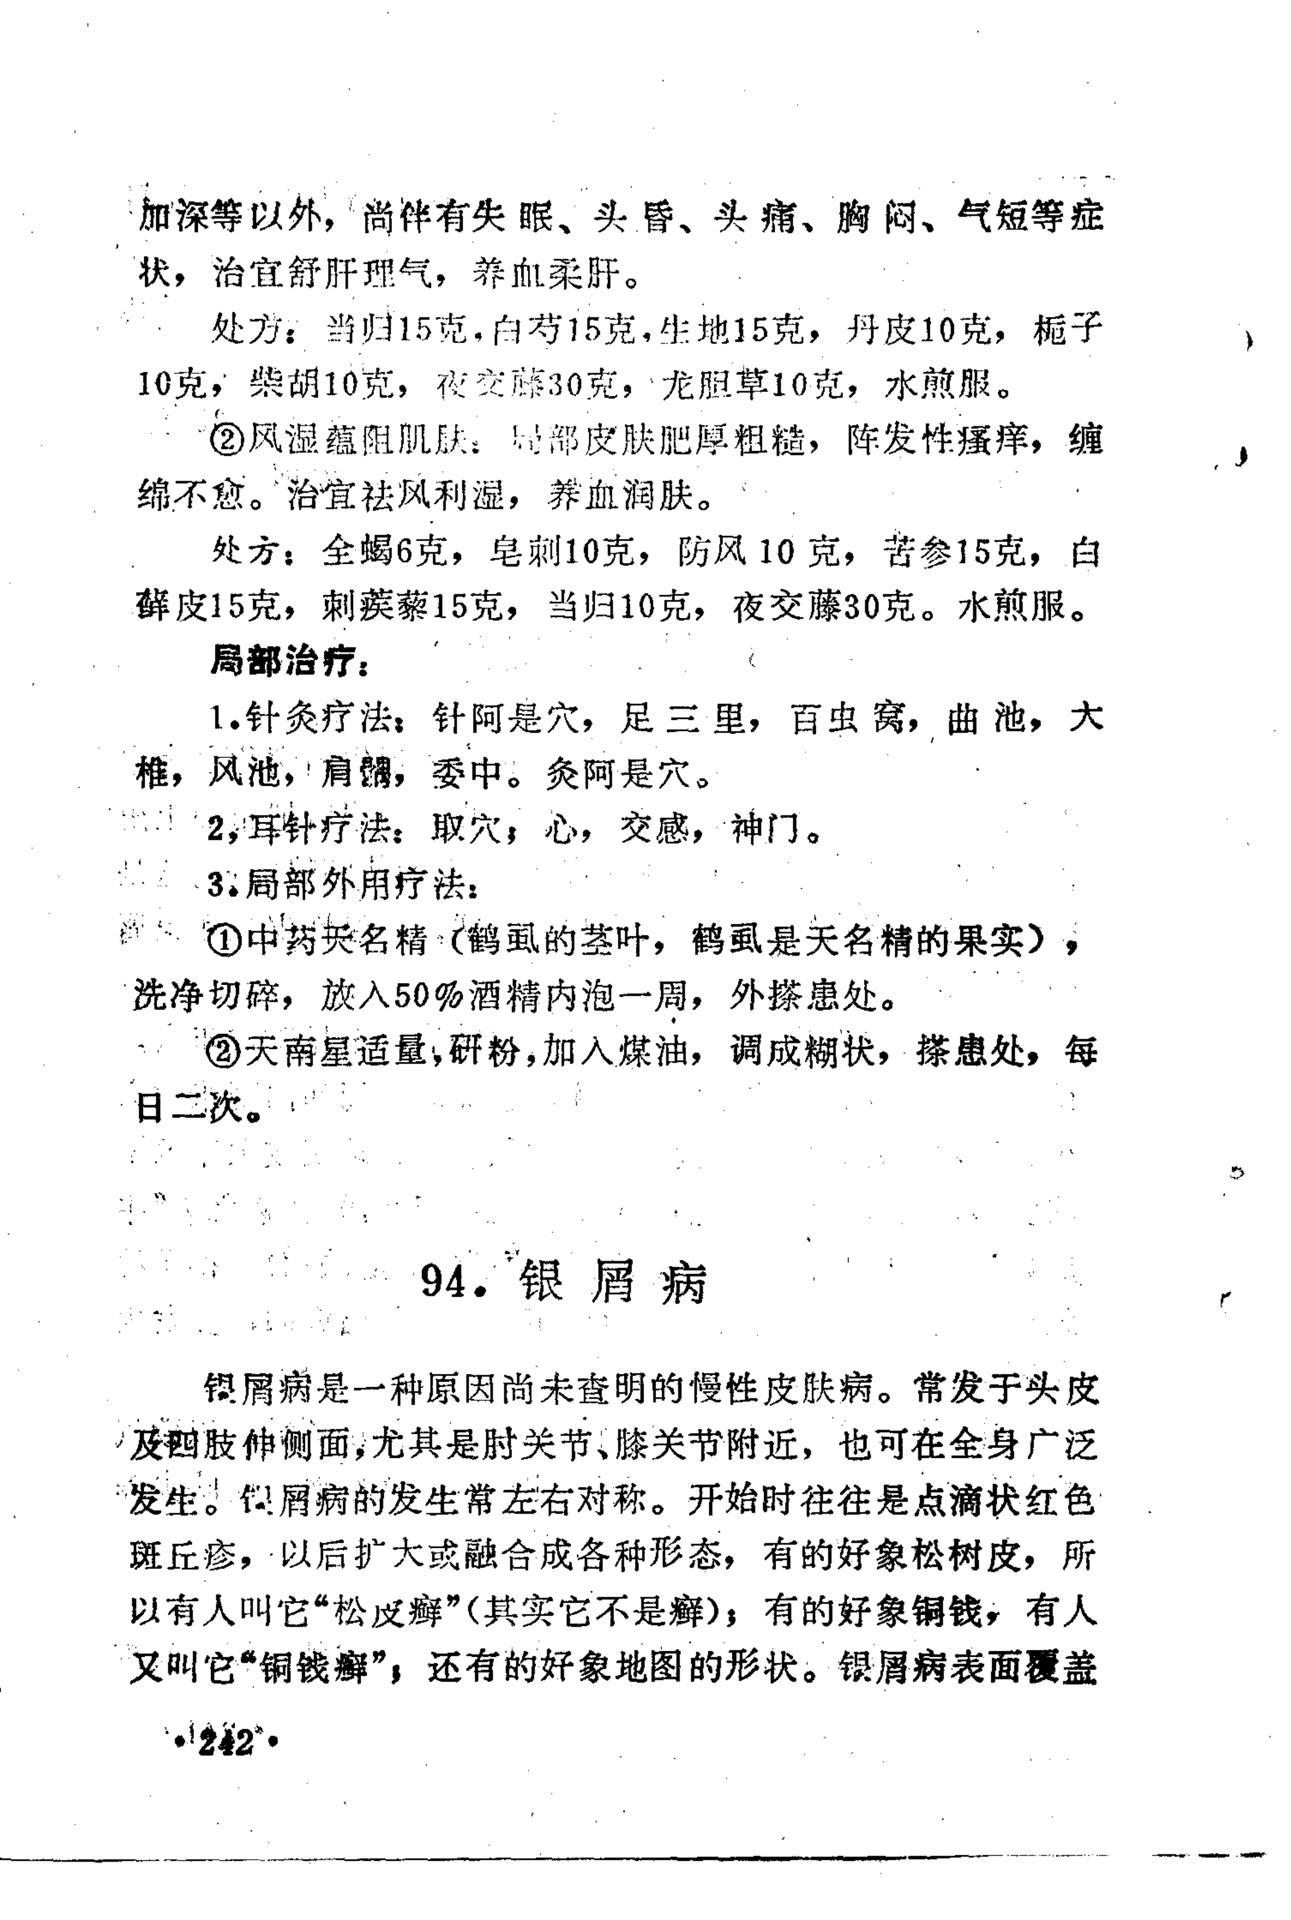 加深等以外，尚伴有失眠、头昏、头痛、胸闷、气短等症
状，治宜舒肝理气，养血柔肝。
处方：当归15克，白芍15克，生地15克，丹皮10克，栀子
10克，柴胡10克，夜交藤30克，龙胆草10克，水煎服。
②风湿蕴阻肌肤：局部皮肤肥厚粗糙，阵发性瘙痒，缠
绵不愈。治宜祛风利湿，养血润肤。
处方：全蝎6克，皂刺10克，防风10克，苦参15克，白
藓皮15克，刺蒺藜15克，当归10克，夜交藤30克。水煎服。
局部治疗：
1.针灸疗法：针阿是穴，足三里，百虫窝，曲池，大
椎，风池，肩髃，委中。灸阿是穴。
2，耳针疗法：取穴；心，交感，神门。
3.局部外用疗法：
①中药天名精（鹤虱的茎叶，鹤虱是天名精的果实），
洗净切碎，放入50%酒精内泡一周，外搽患处。
②天南星适量，研粉，加入煤油，调成糊状，搽患处，每
日二次。
94．银屑病
银屑病是一种原因尚未查明的慢性皮肤病。常发于头皮
及四肢伸侧面，尤其是肘关节、膝关节附近，也可在全身广泛
发生。银屑病的发生常左右对称。开始时往往是点滴状红色
斑丘疹，以后扩大或融合成各种形态，有的好象松树皮，所
以有人叫它“松皮癣”（其实它不是癣）；有的好象铜钱，有人
又叫它“铜钱癣”；还有的好象地图的形状。银屑病表面覆盖
·242·